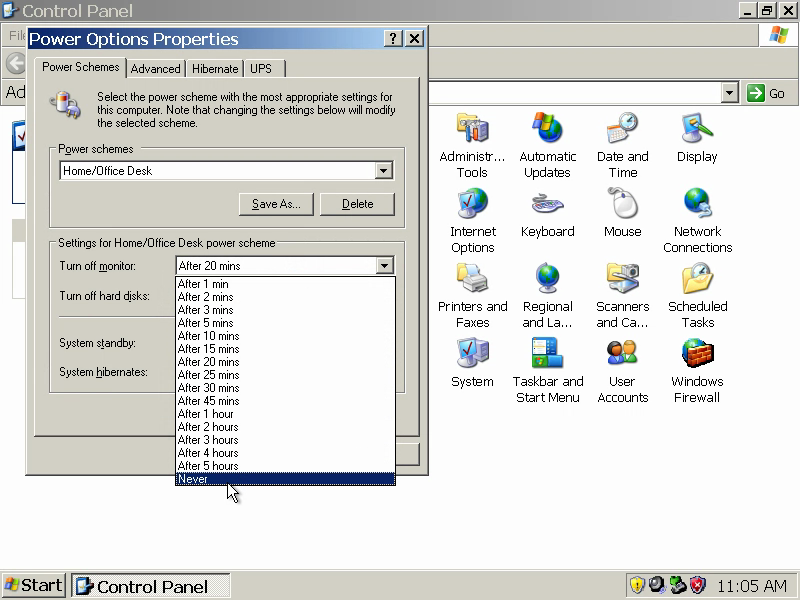 Control Panel
Power Options Properties
Power Schemes Advanced Hibernate UPS
Select the power scheme with the most appropriate settings for
this computer. Note that changing the settings below will modify
the selected scheme.
Power schemes
Home/Office Desk
Save As... Delete
Settings for Home/Office Desk power scheme
Turn off monitor: After 20 mins
Turn off hard disks:
System standby:
System hibernates:
After 1 min
After 2 mins
After 3 mins
After 5 mins
After 10 mins
After 15 mins
After 20 mins
After 25 mins
After 30 mins
After 45 mins
After 1 hour
After 2 hours
After 3 hours
After 4 hours
After 5 hours
Never
Go
Administr...
Tools
Automatic
Updates
Date and
Time
Display
Internet
Options
Keyboard
Mouse
Network
Connections
Printers and
Faxes
Regional
and La...
Scanners
and Ca...
Scheduled
Tasks
System
Taskbar and
Start Menu
User
Accounts
Windows
Firewall
Start Control Panel 11:05 AM